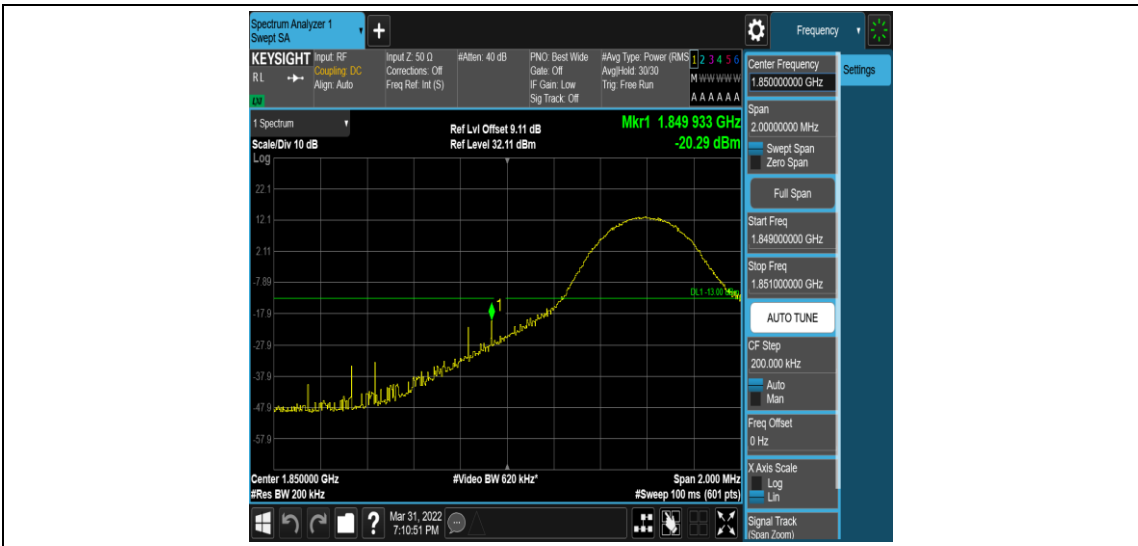 Spectrum Analyzer 1
Swept SA
+
Frequency
KEYSIGHT
RL
Input: RF
Coupling: DC
Align: Auto
Input Z: 50 Ω
Corrections: Off
Freq Ref: Int (S)
#Atten: 40 dB
PNO: Best Wide
Gate: Off
IF Gain: Low
Sig Track: Off
#Avg Type: Power (RMS
Avg|Hold: 30/30
Trig: Free Run
1 2 3 4 5 6
M W W W W W
A A A A A A
Center Frequency
1.850000000 GHz
Settings
Span
2.00000000 MHz
Swept Span
Zero Span
Full Span
Start Freq
1.849000000 GHz
Stop Freq
1.851000000 GHz
AUTO TUNE
CF Step
200.000 kHz
Auto
Man
Freq Offset
0 Hz
X Axis Scale
Log
Lin
Signal Track
(Span Zoom)
1 Spectrum
Scale/Div 10 dB
Log
Ref Lvl Offset 9.11 dB
Ref Level 32.11 dBm
Mkr1 1.849 933 GHz
-20.29 dBm
22.1
12.1
2.11
-7.89
DL1 -13.00 dBm
-17.9
1
-27.9
-37.9
-47.9
-57.9
Center 1.850000 GHz
#Res BW 200 kHz
#Video BW 620 kHz*
Span 2.000 MHz
#Sweep 100 ms (601 pts)
?
Mar 31, 2022
7:10:51 PM